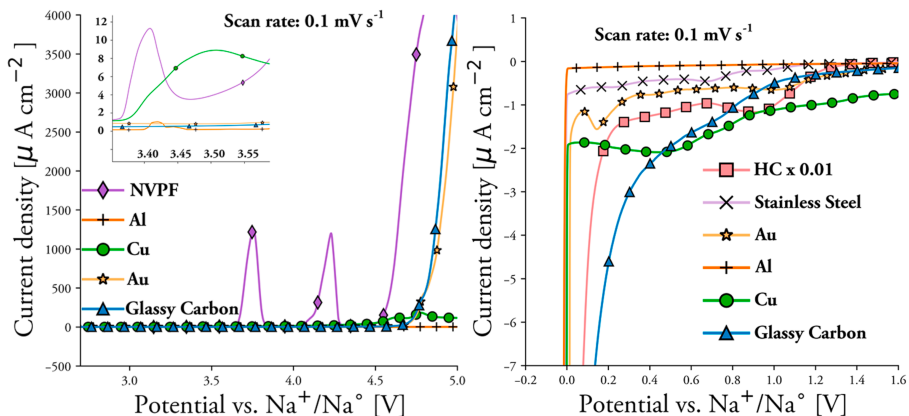 Scan rate: 0.1 mV s⁻¹
4000
3500
3000
2500
2000
1500
1000
500
0
−500
12
10
8
6
4
2
0
3.40
3.45
3.50
3.55
NVPF
Al
Cu
Au
Glassy Carbon
3.0
3.5
4.0
4.5
5.0
Current density [μ A cm⁻²]
Potential vs. Na⁺/Na° [V]
Scan rate: 0.1 mV s⁻¹
1
0
−1
−2
−3
−4
−5
−6
−7
HC x 0.01
Stainless Steel
Au
Al
Cu
Glassy Carbon
−0.2
0.0
0.2
0.4
0.6
0.8
1.0
1.2
1.4
1.6
Current density [μ A cm⁻²]
Potential vs. Na⁺/Na° [V]